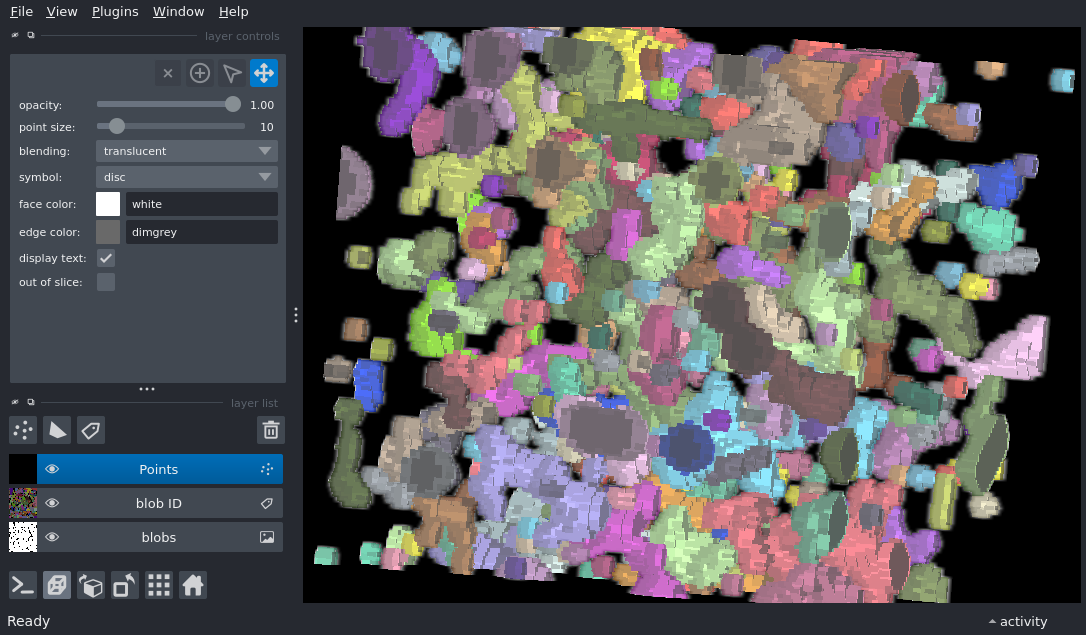 File View Plugins Window Help
layer controls
opacity: 1.00
point size: 10
blending: translucent
symbol: disc
face color: white
edge color: dimgrey
display text:
out of slice:
layer list
Points
blob ID
blobs
Ready activity